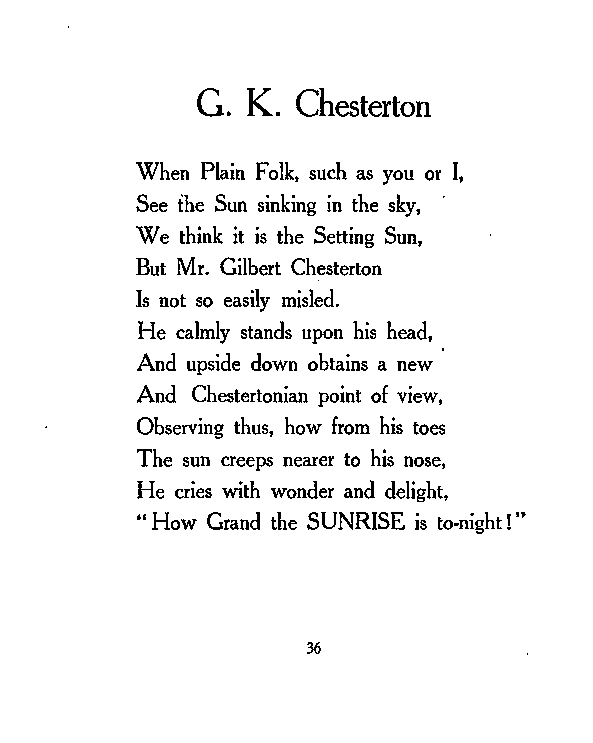 G. K. Chesterton
When Plain Folk, such as you or I,
See the Sun sinking in the sky,
We think it is the Setting Sun,
But Mr. Gilbert Chesterton
Is not so easily misled.
He calmly stands upon his head,
And upside down obtains a new
And Chestertonian point of view,
Observing thus, how from his toes
The sun creeps nearer to his nose,
He cries with wonder and delight,
“How Grand the SUNRISE is to-night!”
36